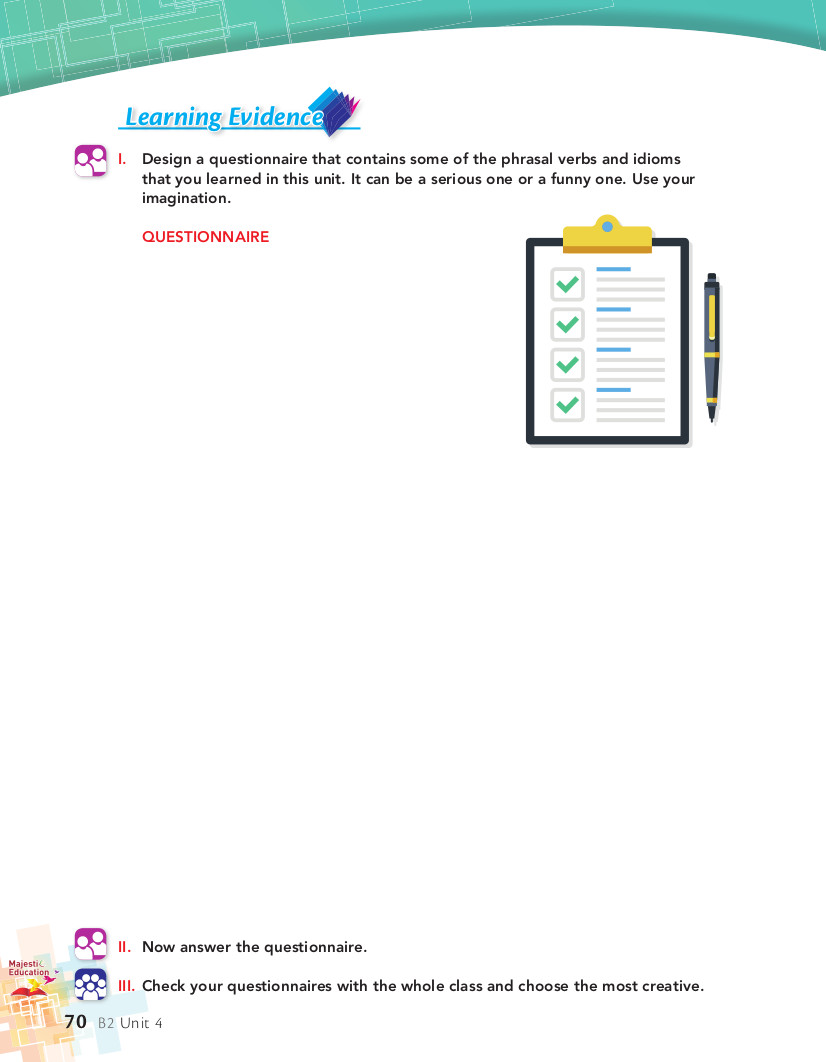 Learning Evidence
I. Design a questionnaire that contains some of the phrasal verbs and idioms
that you learned in this unit. It can be a serious one or a funny one. Use your
imagination.
QUESTIONNAIRE
II. Now answer the questionnaire.
Majestic
Education
III. Check your questionnaires with the whole class and choose the most creative.
70 B2 Unit 4